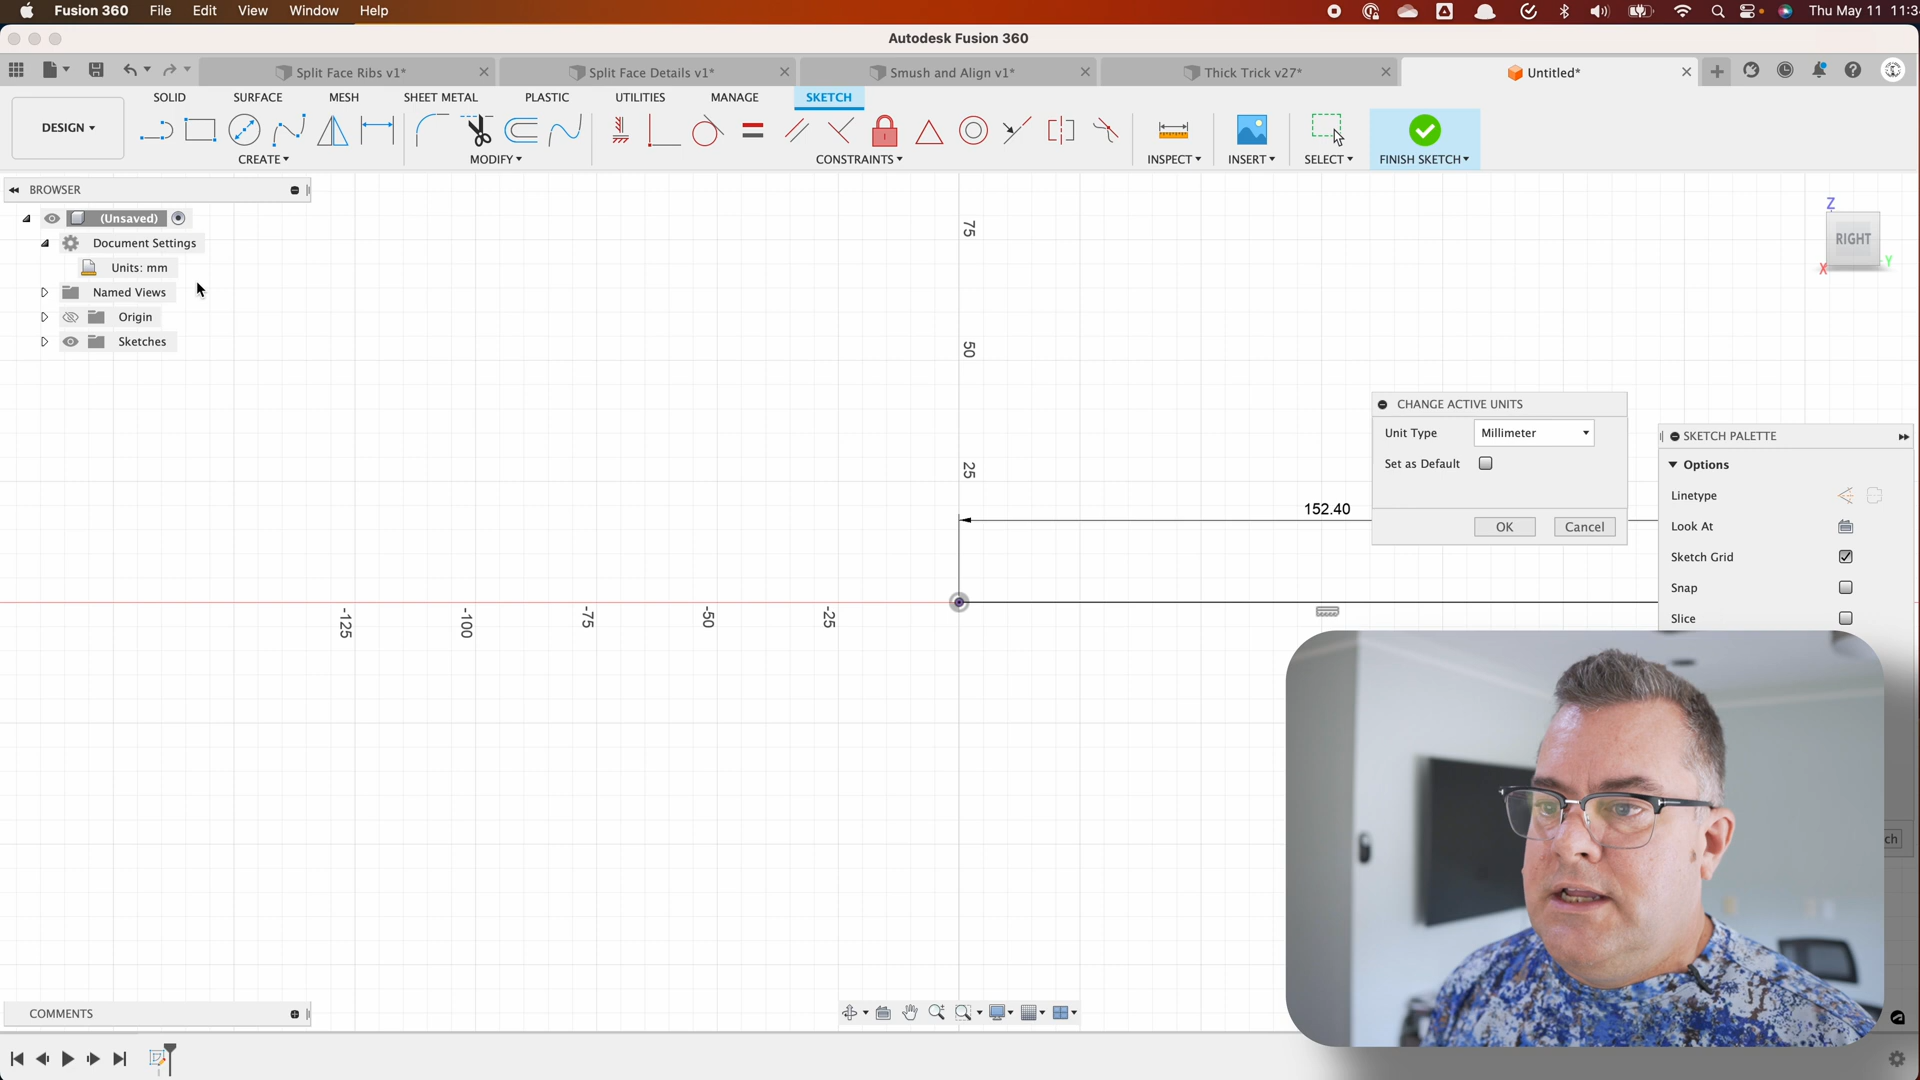 Fusion 360 File Edit View Window Help Thu May 11 11:3
Autodesk Fusion 360
Split Face Ribs v1* Split Face Details v1* Smush and Align v1* Thick Trick v27* Untitled*
SOLID SURFACE MESH SHEET METAL PLASTIC UTILITIES MANAGE SKETCH
DESIGN
CREATE MODIFY CONSTRAINTS INSPECT INSERT SELECT FINISH SKETCH
BROWSER
(Unsaved)
Document Settings
Units: mm
Named Views
Origin
Sketches
75
50
25
-125 -100 -75 -50 -25
152.40
Z
RIGHT
X Y
CHANGE ACTIVE UNITS
Unit Type Millimeter
Set as Default
OK Cancel
SKETCH PALETTE
Options
Linetype
Look At
Sketch Grid
Snap
Slice
ch
COMMENTS